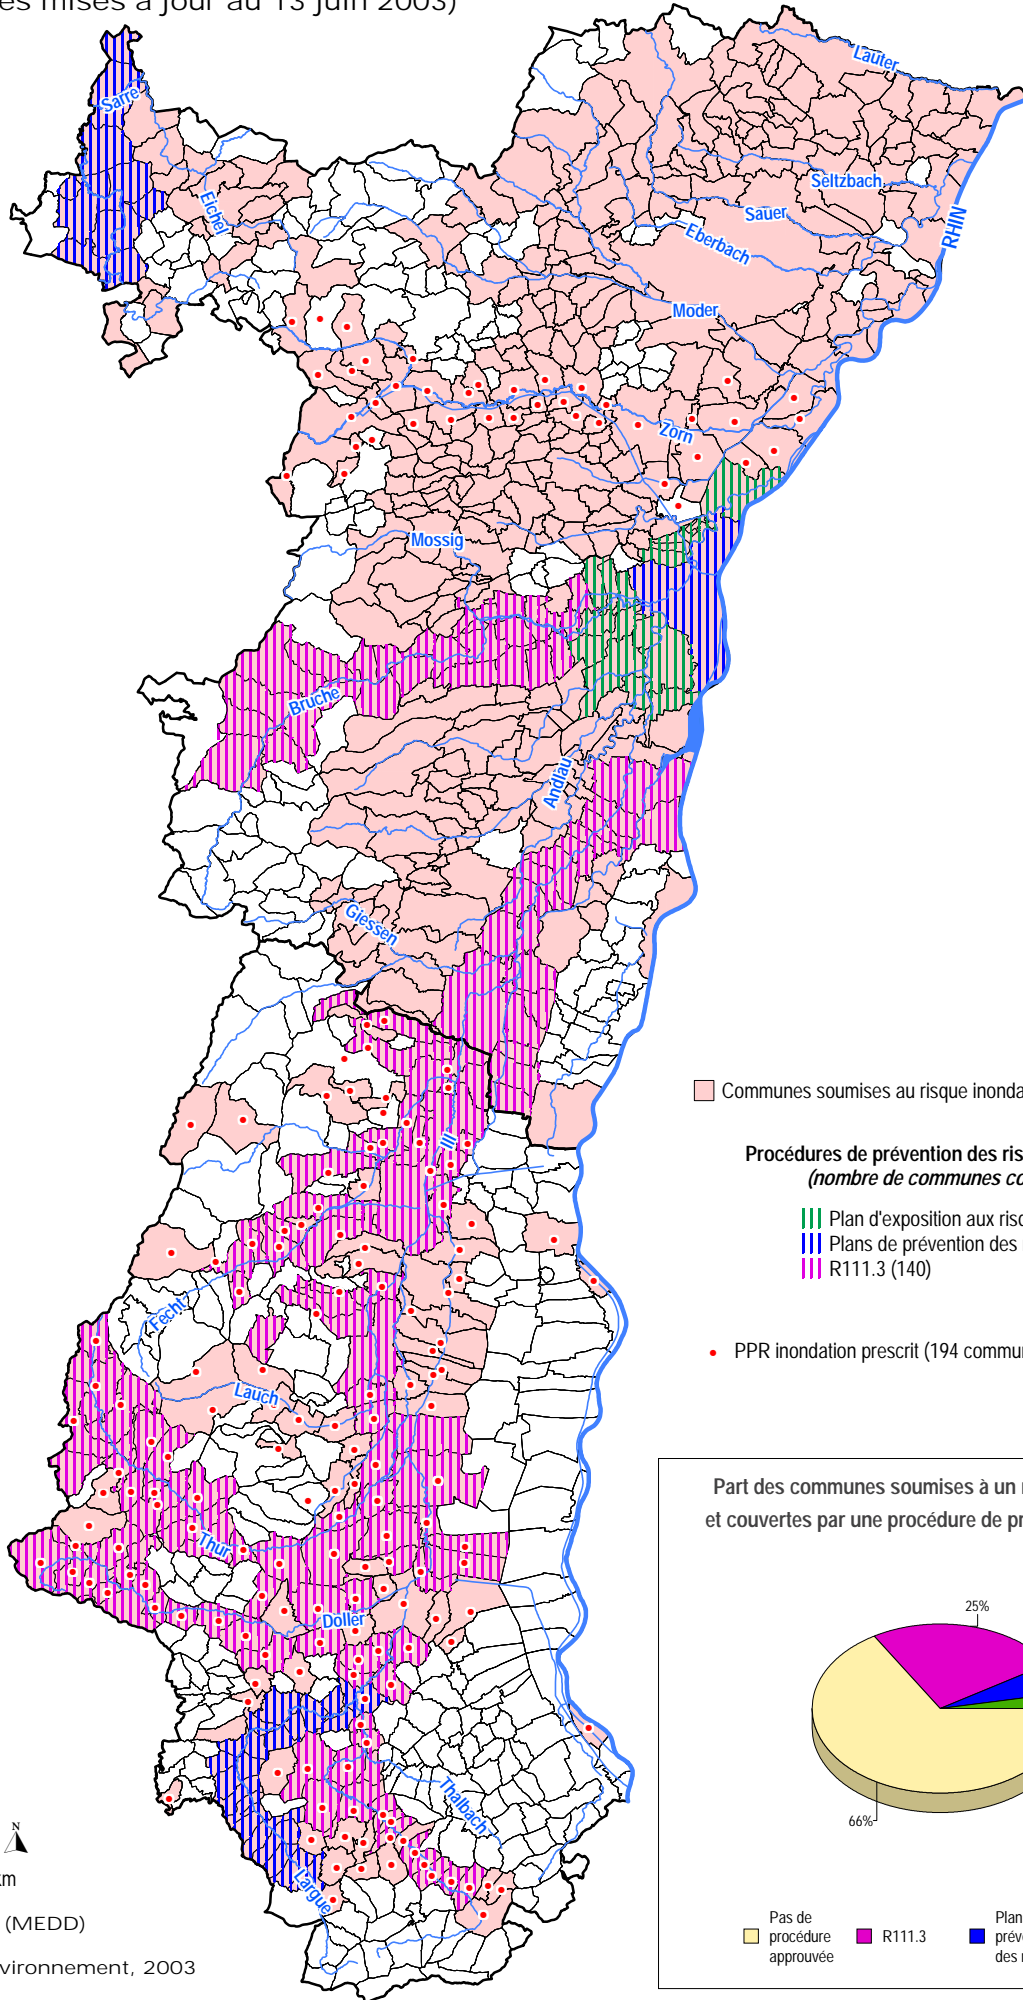 es mises à jour au 13 juin 2003)
Lauter
Sarre
Seltzbach
Eichel
Sauer
RHIN
Eberbach
Moder
Zorn
Mossig
Bruche
Andlau
Giessen
Communes soumises au risque inonda
Ill
Procédures de prévention des ris
(nombre de communes co
Plan d'exposition aux risq
Plans de prévention des
R111.3 (140)
Fecht
PPR inondation prescrit (194 commu
Lauch
Part des communes soumises à un
et couvertes par une procédure de pr
Thur
25%
Doller
Thalbach
66%
N
km
Largue
(MEDD)
Pas de
procédure
approuvée
R111.3
Plan
préve
des
vironnement, 2003